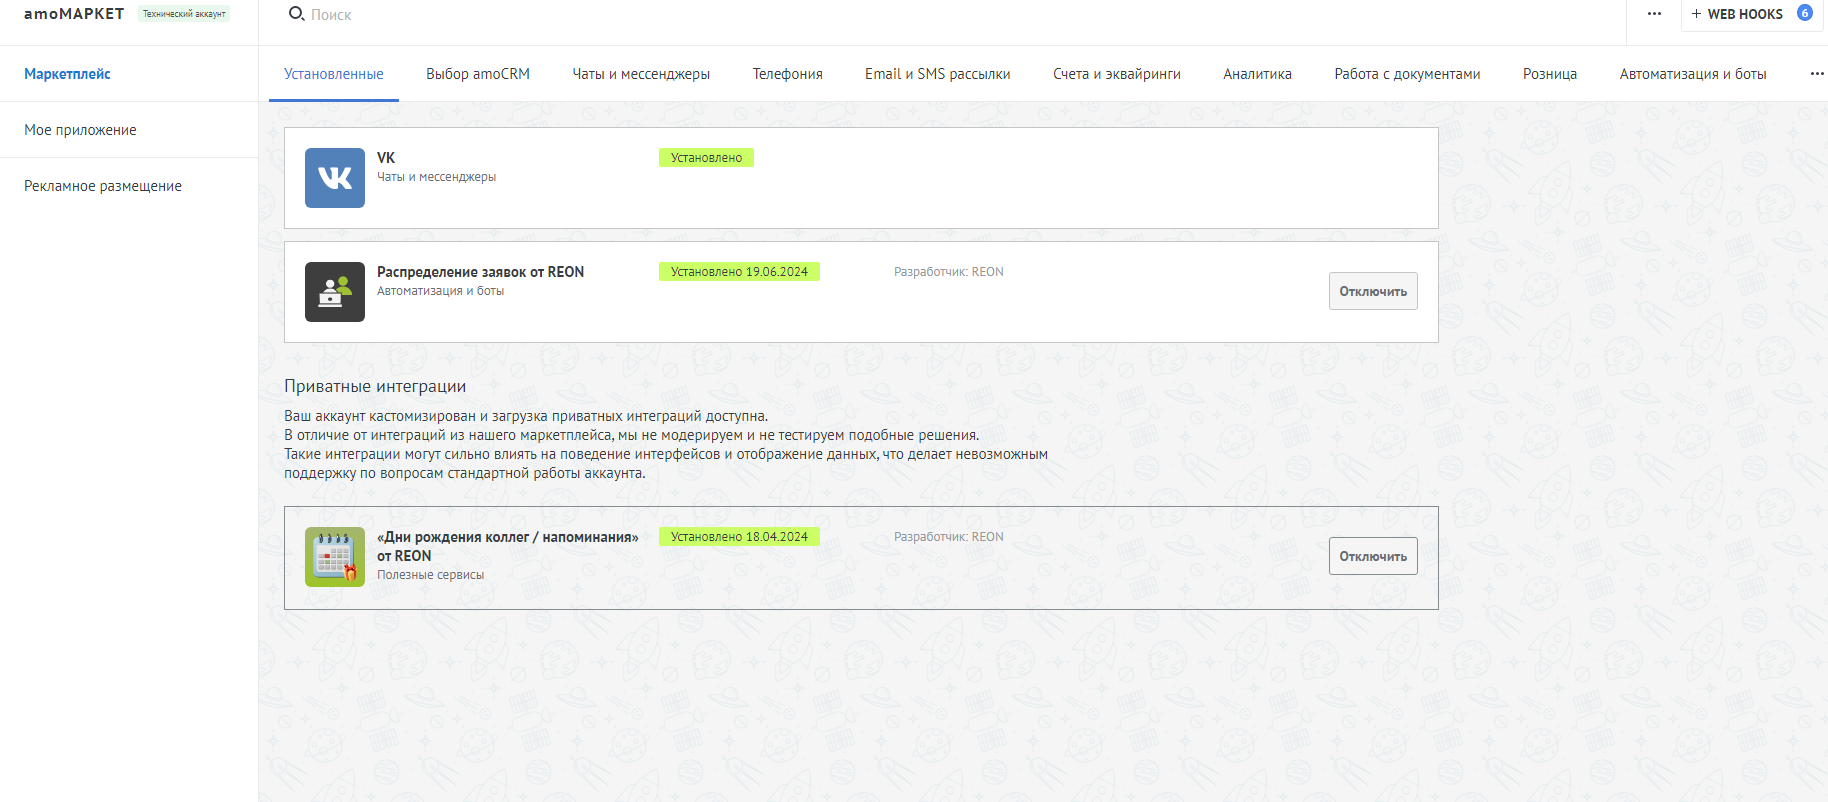 amoМАРКЕТ
Технический аккаунт
Поиск
WEB HOOKS
6
Маркетплейс
Мое приложение
Рекламное размещение
Установленные
Выбор amoCRM
Чаты и мессенджеры
Телефония
Email и SMS рассылки
Счета и эквайринги
Аналитика
Работа с документами
Розница
Автоматизация и боты
VK
Чаты и мессенджеры
Установлено
Распределение заявок от REON
Автоматизация и боты
Установлено 19.06.2024
Разработчик: REON
Отключить
Приватные интеграции
Ваш аккаунт кастомизирован и загрузка приватных интеграций доступна.
В отличие от интеграций из нашего маркетплейса, мы не модерируем и не тестируем подобные решения.
Такие интеграции могут сильно влиять на поведение интерфейсов и отображение данных, что делает невозможным
поддержку по вопросам стандартной работы аккаунта.
«Дни рождения коллег / напоминания»
от REON
Полезные сервисы
Установлено 18.04.2024
Разработчик: REON
Отключить